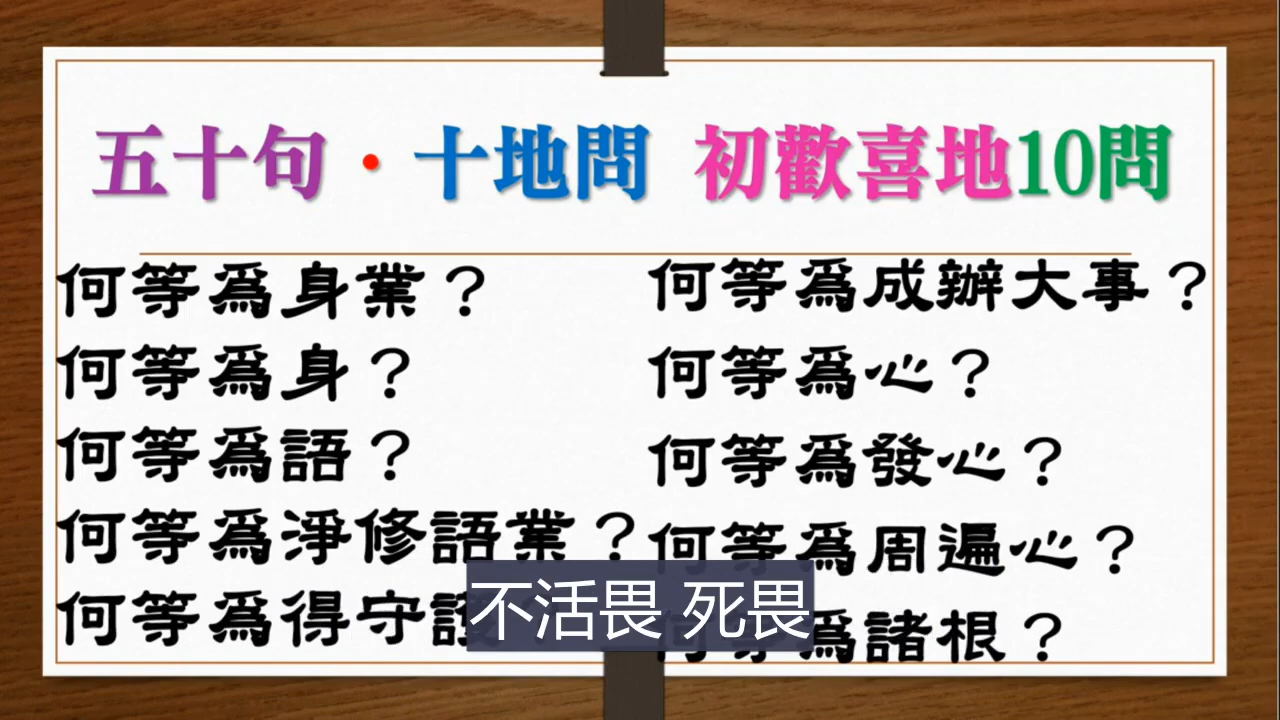 五十句·十地問 初歡喜地10問
何等爲身業？
何等爲身？
何等爲語？
何等爲淨修語業？
何等爲得守護
何等爲成辦大事？
何等爲心？
何等爲發心？
何等爲周遍心？
何等爲諸根？
不活畏 死畏